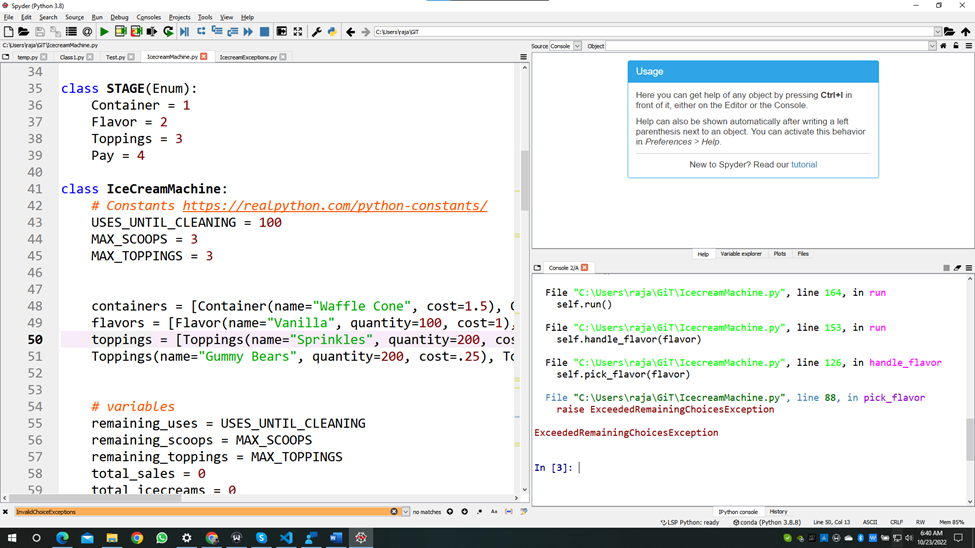 Spyder (Python 3.8)
File Edit Search Source Run Debug Consoles Projects Tools View Help
C:\Users\raja\GiT
C:\Users\raja\GiT\IcecreamMachine.py
temp.py Class1.py Test.py IcecreamMachine.py IcecreamExceptions.py
34
35 class STAGE(Enum):
36 Container = 1
37 Flavor = 2
38 Toppings = 3
39 Pay = 4
40
41 class IceCreamMachine:
42 # Constants https://realpython.com/python-constants/
43 USES_UNTIL_CLEANING = 100
44 MAX_SCOOPS = 3
45 MAX_TOPPINGS = 3
46
47
48 containers = [Container(name="Waffle Cone", cost=1.5), C
49 flavors = [Flavor(name="Vanilla", quantity=100, cost=1),
50 toppings = [Toppings(name="Sprinkles", quantity=200, cos
51 Toppings(name="Gummy Bears", quantity=200, cost=.25), To
52
53
54 # variables
55 remaining_uses = USES_UNTIL_CLEANING
56 remaining_scoops = MAX_SCOOPS
57 remaining_toppings = MAX_TOPPINGS
58 total_sales = 0
59 total_icecreams = 0
InvalidChoiceExceptions no matches Aa
Source Console Object
Usage
Here you can get help of any object by pressing Ctrl+I in
front of it, either on the Editor or the Console.
Help can also be shown automatically after writing a left
parenthesis next to an object. You can activate this behavior
in Preferences > Help.
New to Spyder? Read our tutorial
Help Variable explorer Plots Files
Console 2/A
File "C:\Users\raja\GiT\IcecreamMachine.py", line 164, in run
self.run()
File "C:\Users\raja\GiT\IcecreamMachine.py", line 153, in run
self.handle_flavor(flavor)
File "C:\Users\raja\GiT\IcecreamMachine.py", line 126, in handle_flavor
self.pick_flavor(flavor)
File "C:\Users\raja\GiT\IcecreamMachine.py", line 88, in pick_flavor
raise ExceededRemainingChoicesException
ExceededRemainingChoicesException
In [3]:
IPython console History
LSP Python: ready conda (Python 3.8.8) Line 50, Col 13 ASCII CRLF RW Mem 85%
6:40 AM
10/23/2022